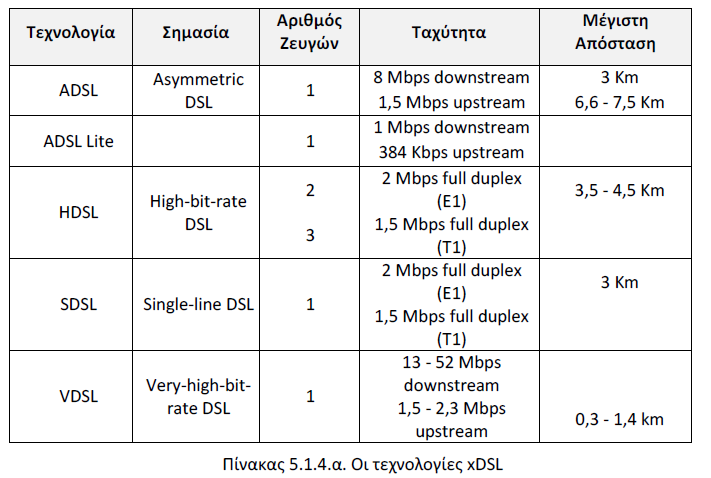 Τεχνολογία Σημασία Αριθμός Ζευγών Ταχύτητα Μέγιστη Απόσταση
ADSL Asymmetric DSL 1 8 Mbps downstream 3 Km
1,5 Mbps upstream 6,6 - 7,5 Km
ADSL Lite 1 1 Mbps downstream
384 Kbps upstream
HDSL High-bit-rate DSL 2 2 Mbps full duplex (E1) 3,5 - 4,5 Km
3 1,5 Mbps full duplex (T1)
SDSL Single-line DSL 1 2 Mbps full duplex (E1) 3 Km
1,5 Mbps full duplex (T1)
VDSL Very-high-bit-rate DSL 1 13 - 52 Mbps downstream
1,5 - 2,3 Mbps upstream 0,3 - 1,4 km
Πίνακας 5.1.4.α. Οι τεχνολογίες xDSL